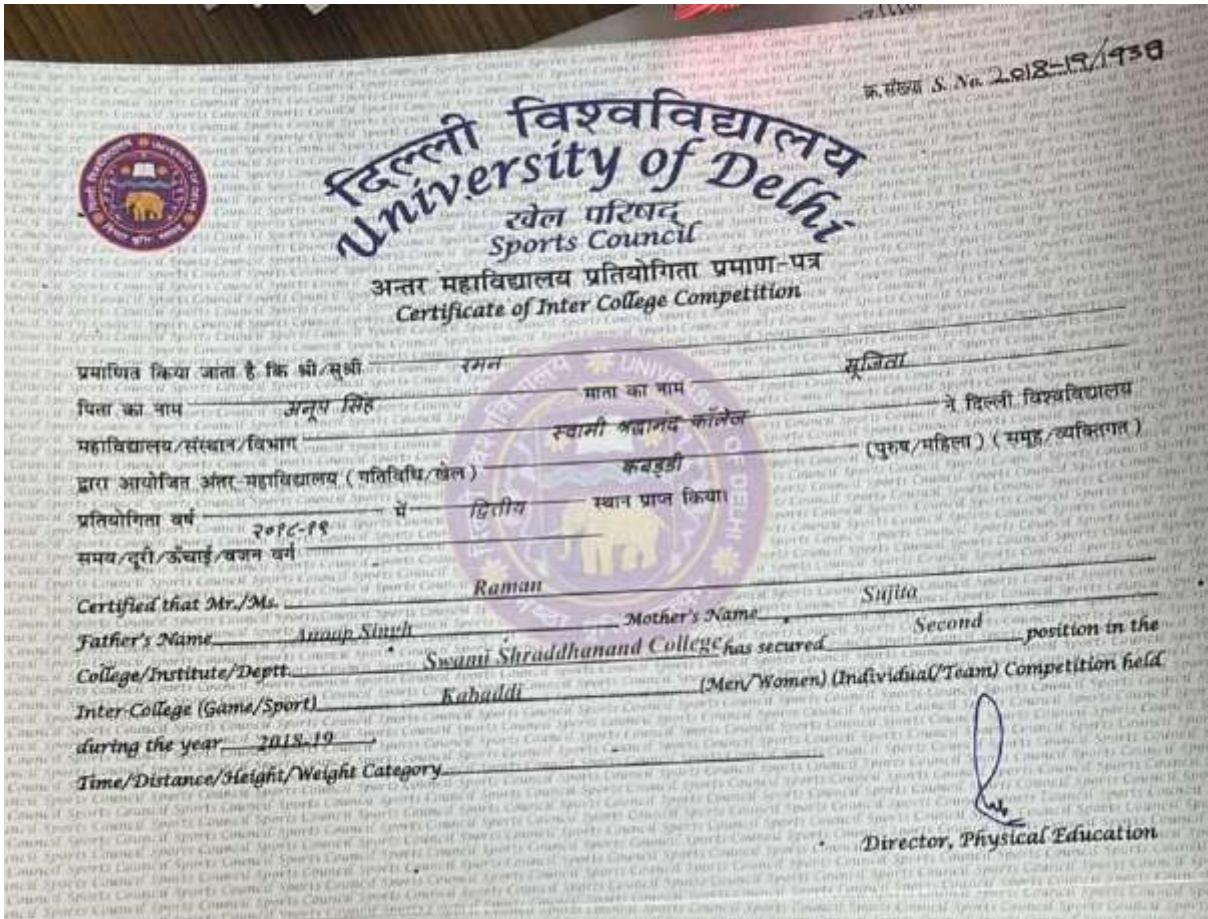 क्र.संख्या S. No. 2018-19/1938
दिल्ली विश्वविद्यालय
University of Delhi
खेल परिषद
Sports Council
अन्तर महाविद्यालय प्रतियोगिता प्रमाण-पत्र
Certificate of Inter College Competition
प्रमाणित किया जाता है कि श्री/सुश्री रमन
पिता का नाम अनूप सिंह माता का नाम सूजिता
महाविद्यालय/संस्थान/विभाग स्वामी श्रद्धानंद कॉलेज ने दिल्ली विश्वविद्यालय
द्वारा आयोजित अंतर महाविद्यालय (गतिविधि/खेल) कबड्डी (पुरुष/महिला) (समूह/व्यक्तिगत)
प्रतियोगिता वर्ष २०१८-१९ में द्वितीय स्थान प्राप्त किया।
समय/दूरी/ऊँचाई/वजन वर्ग
Certified that Mr./Ms. Raman
Father's Name Anoop Singh Mother's Name Sujita
College/Institute/Deptt. Swami Shraddhanand College has secured Second position in the
Inter-College (Game/Sport) Kabaddi (Men/Women) (Individual/Team) Competition held
during the year 2018-19
Time/Distance/Height/Weight Category
Director, Physical Education